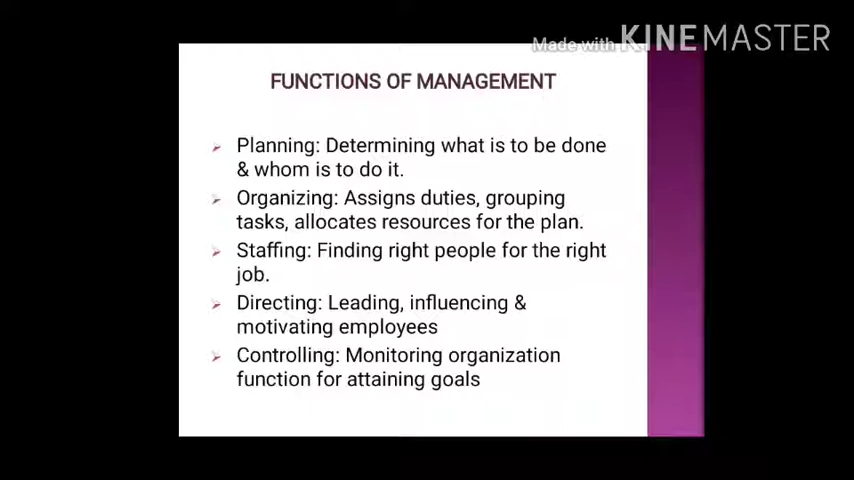 Made with KINEMASTER
FUNCTIONS OF MANAGEMENT
Planning: Determining what is to be done
& whom is to do it.
Organizing: Assigns duties, grouping
tasks, allocates resources for the plan.
Staffing: Finding right people for the right
job.
Directing: Leading, influencing &
motivating employees
Controlling: Monitoring organization
function for attaining goals